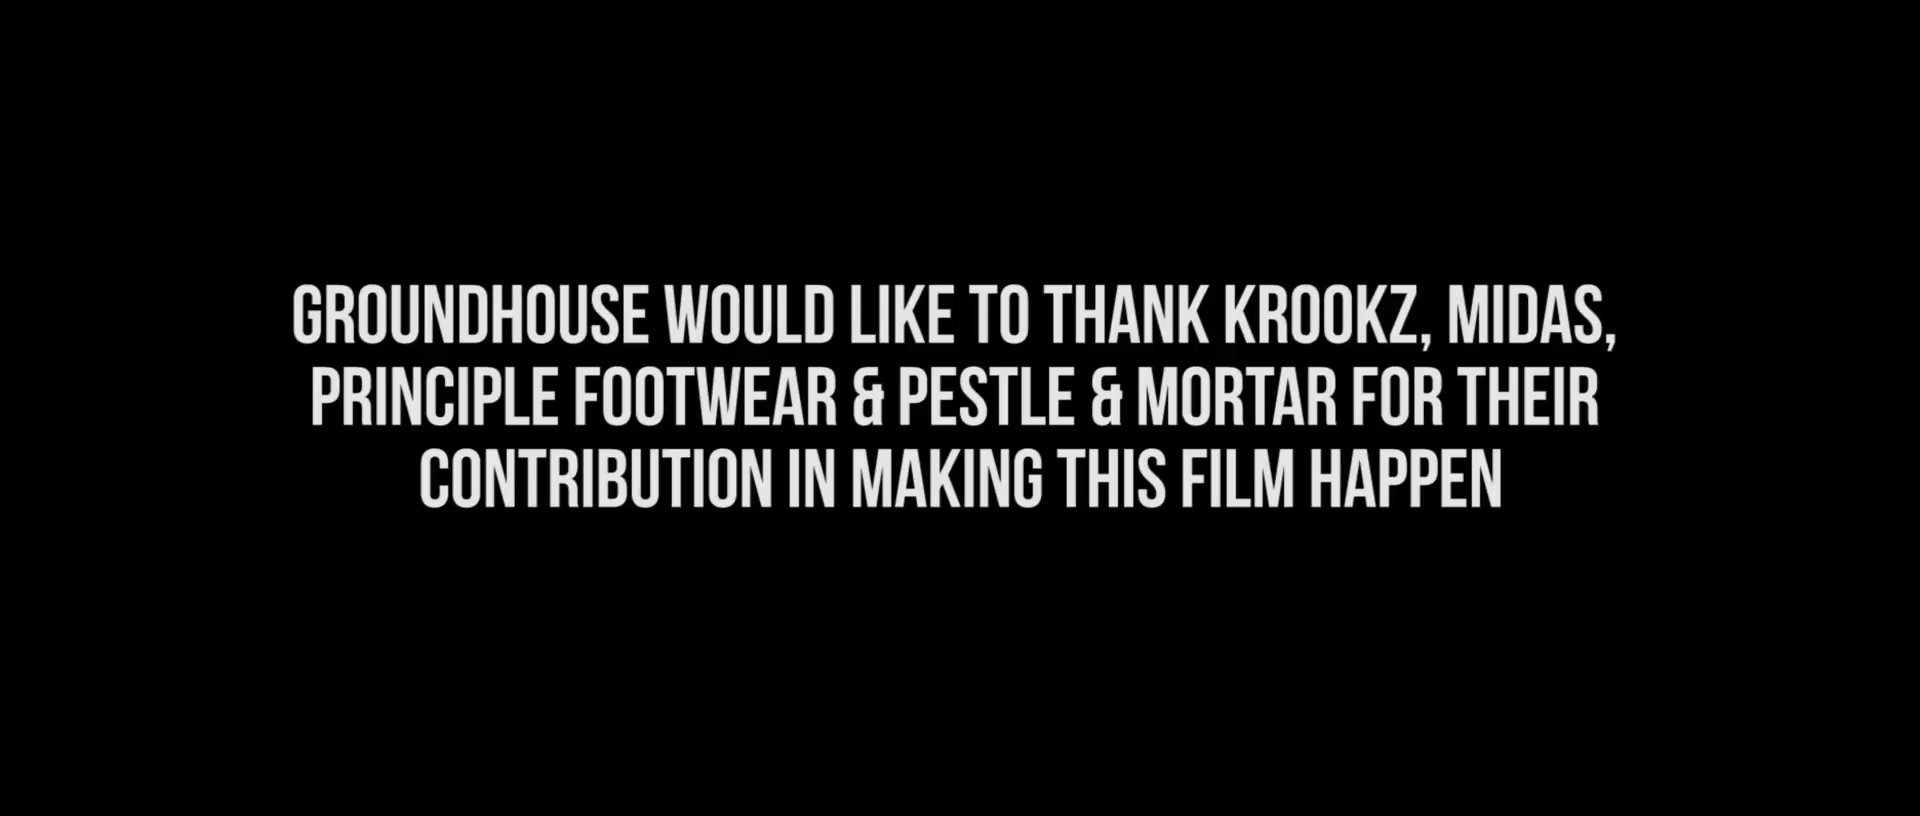 GROUNDHOUSE WOULD LIKE TO THANK KROOKZ, MIDAS,
PRINCIPLE FOOTWEAR & PESTLE & MORTAR FOR THEIR
CONTRIBUTION IN MAKING THIS FILM HAPPEN